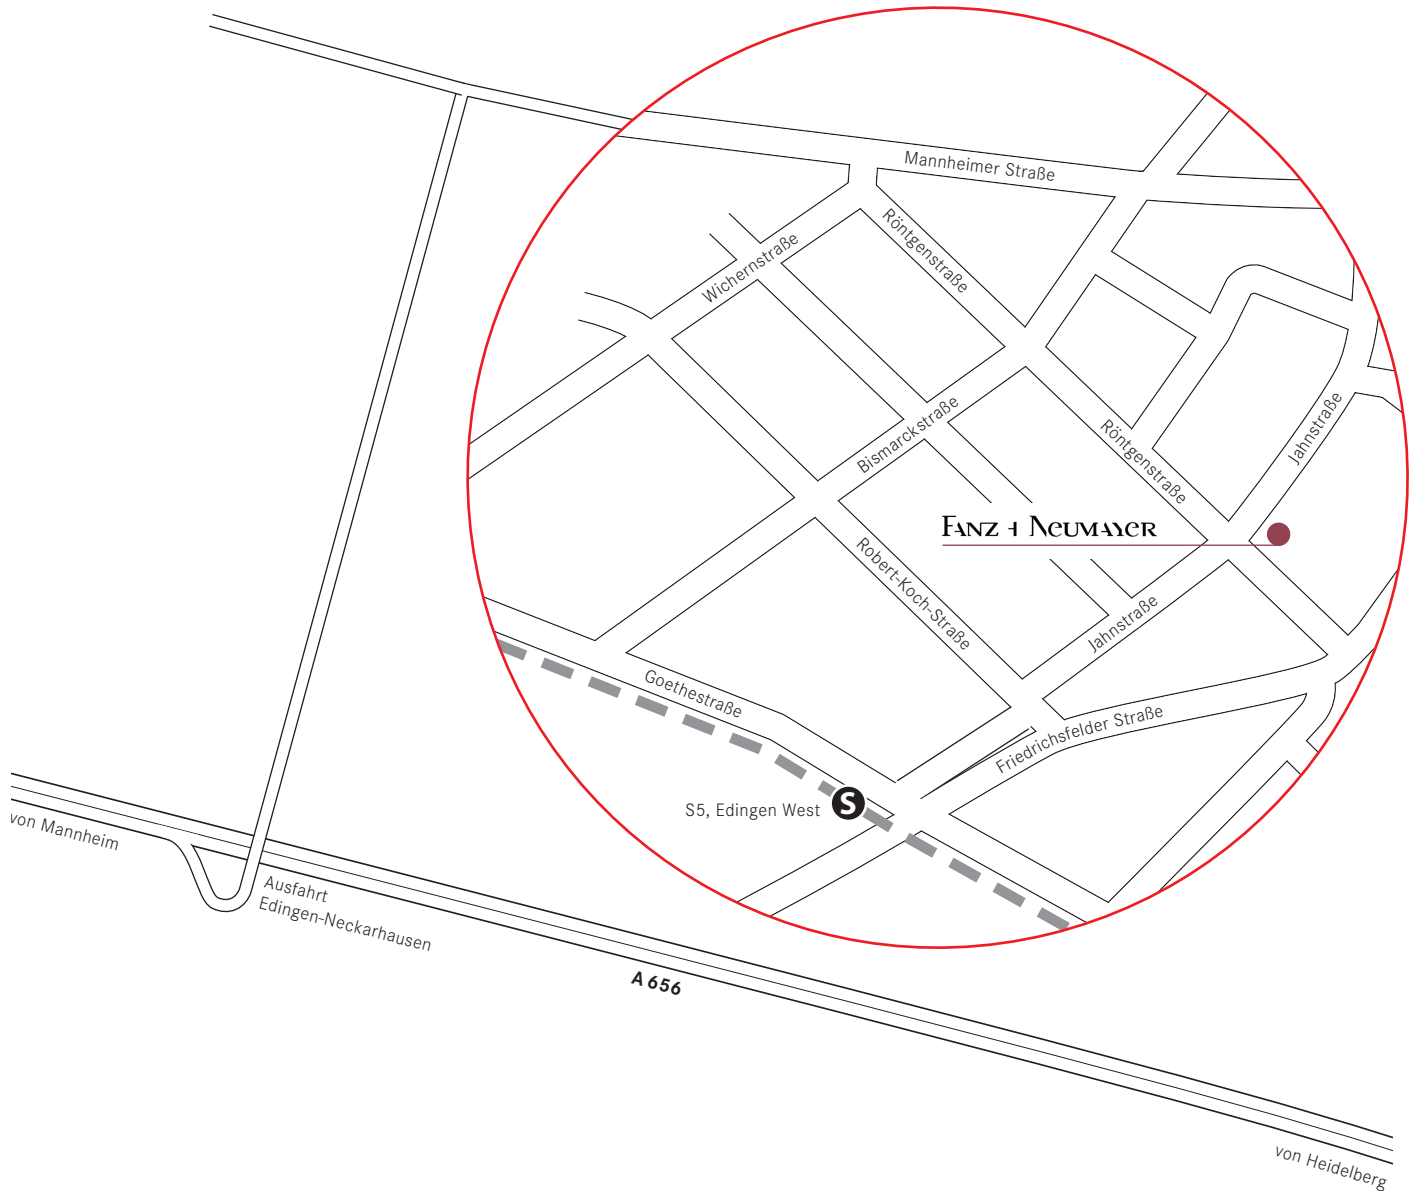 Mannheimer Straße
Röntgenstraße
Wichernstraße
Bismarckstraße
Röntgenstraße
Jahnstraße
FANZ + NEUMAYER
Robert-Koch-Straße
Jahnstraße
Goethestraße
Friedrichsfelder Straße
S
S5, Edingen West
von Mannheim
Ausfahrt
Edingen-Neckarhausen
A 656
von Heidelberg